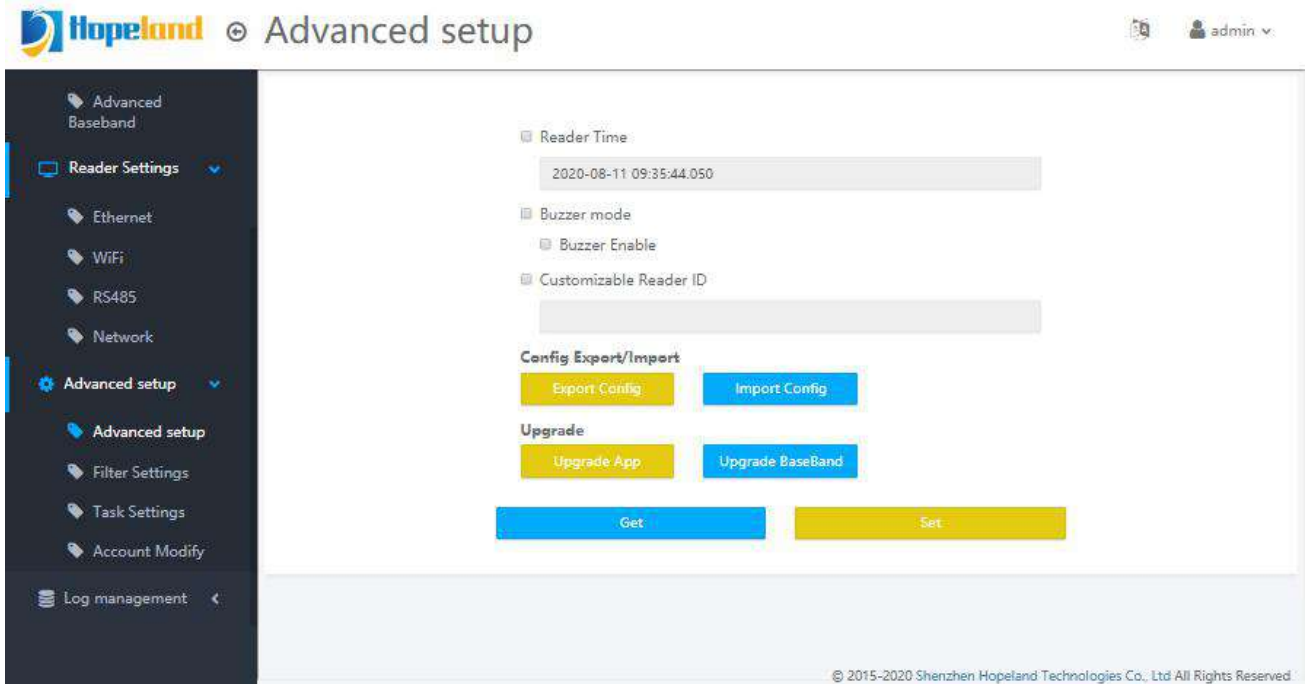 Hopeland
Advanced setup
admin
Advanced
Baseband
Reader Settings
Ethernet
WiFi
RS485
Network
Advanced setup
Advanced setup
Filter Settings
Task Settings
Account Modify
Log management
Reader Time
2020-08-11 09:35:44.050
Buzzer mode
Buzzer Enable
Customizable Reader ID
Config Export/Import
Export Config Import Config
Upgrade
Upgrade App Upgrade BaseBand
Get Set
© 2015-2020 Shenzhen Hopeland Technologies Co., Ltd All Rights Reserved